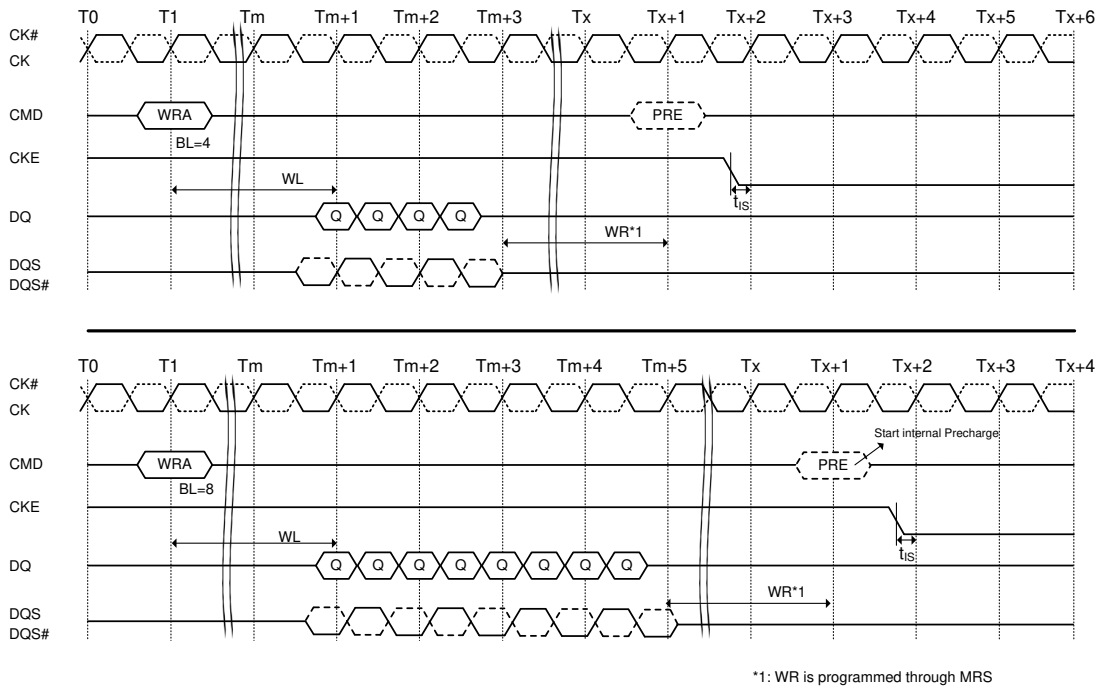 T0 T1 Tm Tm+1 Tm+2 Tm+3 Tx Tx+1 Tx+2 Tx+3 Tx+4 Tx+5 Tx+6
CK#
CK
CMD WRA PRE
BL=4
CKE
WL
tIS
DQ Q Q Q Q
WR*1
DQS
DQS#
T0 T1 Tm Tm+1 Tm+2 Tm+3 Tm+4 Tm+5 Tx Tx+1 Tx+2 Tx+3 Tx+4
CK#
CK
Start internal Precharge
CMD WRA PRE
BL=8
CKE
WL
tIS
DQ Q Q Q Q Q Q Q Q
WR*1
DQS
DQS#
*1: WR is programmed through MRS